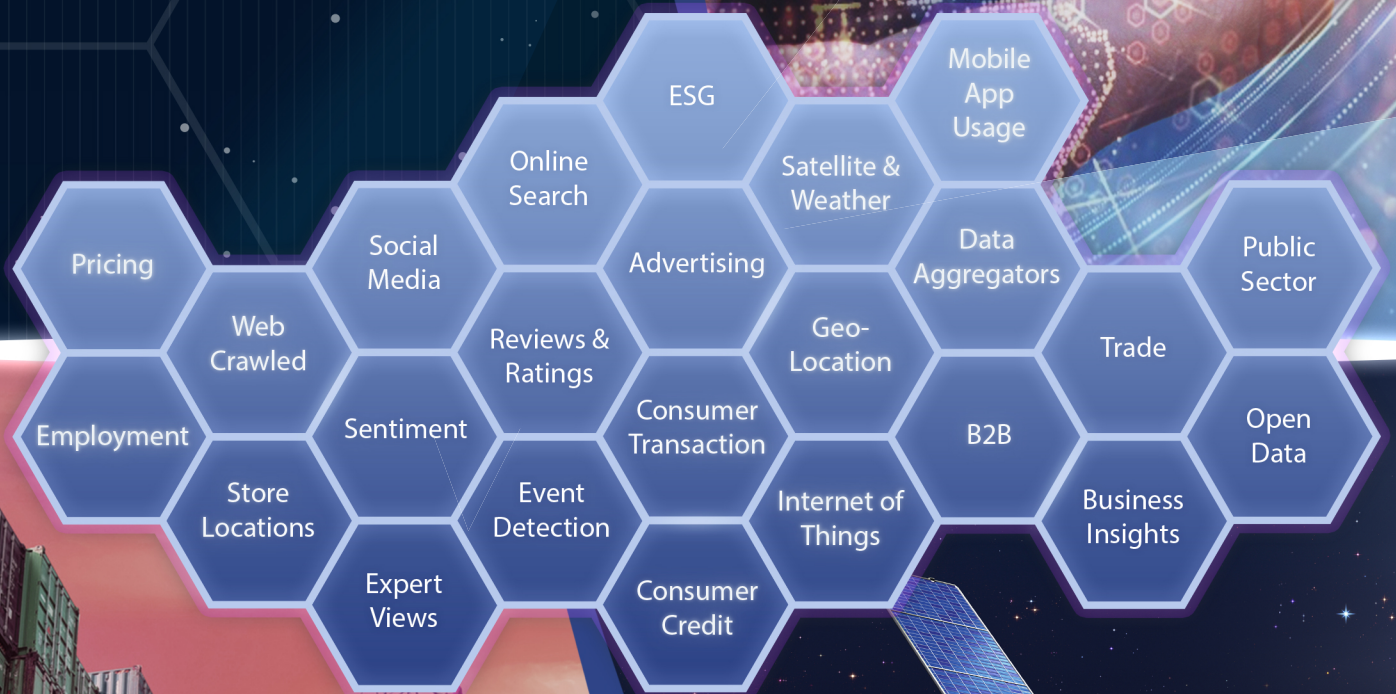 ESG
Mobile
App
Usage
Online
Search
Satellite &
Weather
Pricing
Social
Media
Advertising
Data
Aggregators
Public
Sector
Web
Crawled
Reviews &
Ratings
Geo-
Location
Trade
Employment
Sentiment
Consumer
Transaction
B2B
Open
Data
Store
Locations
Event
Detection
Internet of
Things
Business
Insights
Expert
Views
Consumer
Credit